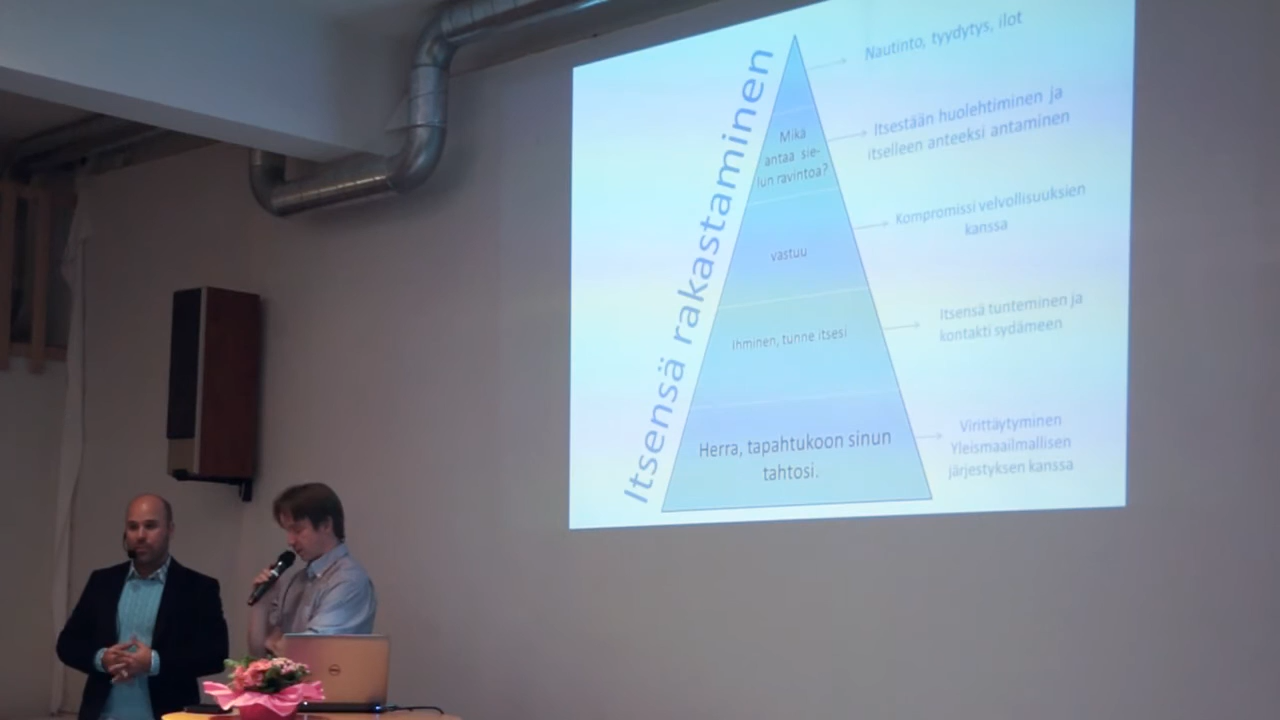 Itsensä rakastaminen
Nautinto, tyydytys, ilot
Mikä
antaa sie-
lun ravintoa?
Itsestään huolehtiminen ja
itselleen anteeksi antaminen
vastuu
Kompromissi velvollisuuksien
kanssa
Ihminen, tunne itsesi
Itsensä tunteminen ja
kontakti sydämeen
Herra, tapahtukoon sinun
tahtosi.
Virittäytyminen
Yleismaailmallisen
järjestyksen kanssa
DELL